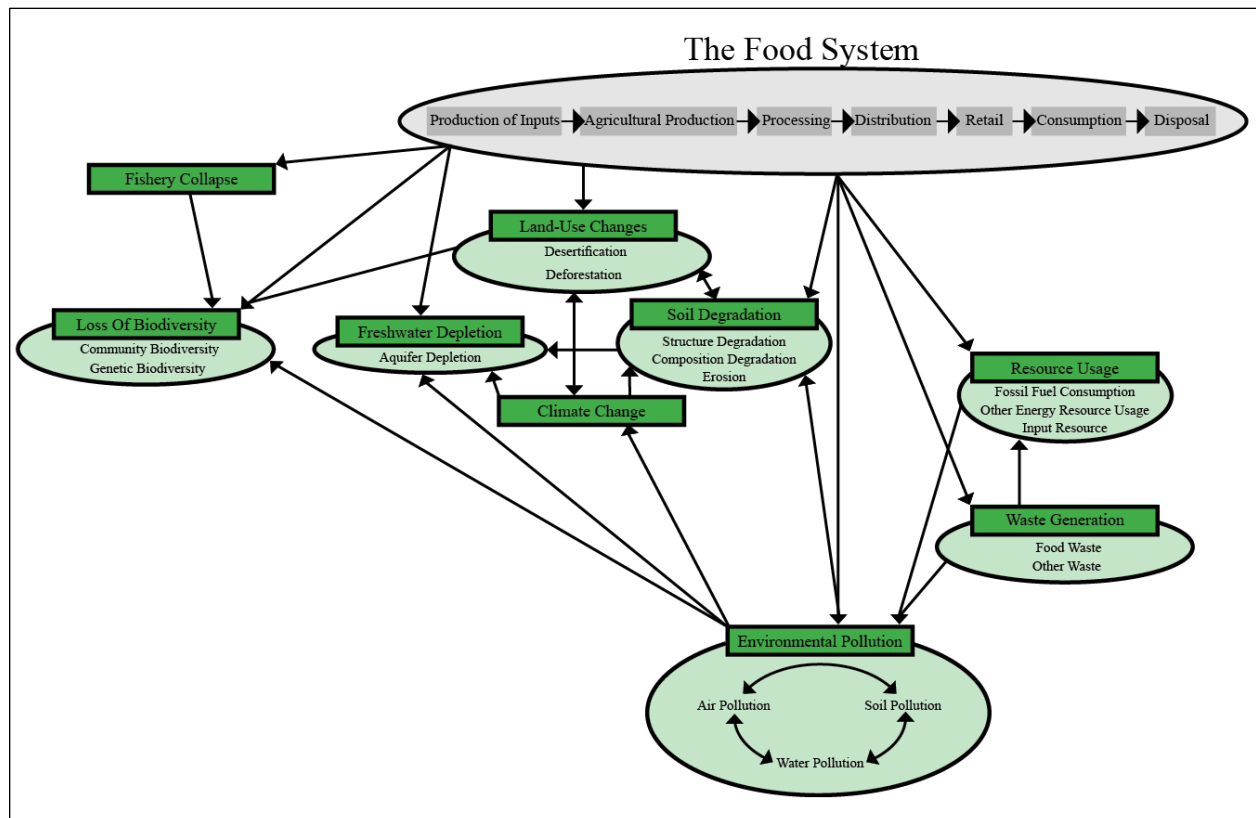 The Food System
Production of Inputs
Agricultural Production
Processing
Distribution
Retail
Consumption
Disposal
Fishery Collapse
Land-Use Changes
Desertification
Deforestation
Loss Of Biodiversity
Community Biodiversity
Genetic Biodiversity
Freshwater Depletion
Aquifer Depletion
Soil Degradation
Structure Degradation
Composition Degradation
Erosion
Climate Change
Resource Usage
Fossil Fuel Consumption
Other Energy Resource Usage
Input Resource
Waste Generation
Food Waste
Other Waste
Environmental Pollution
Air Pollution
Soil Pollution
Water Pollution